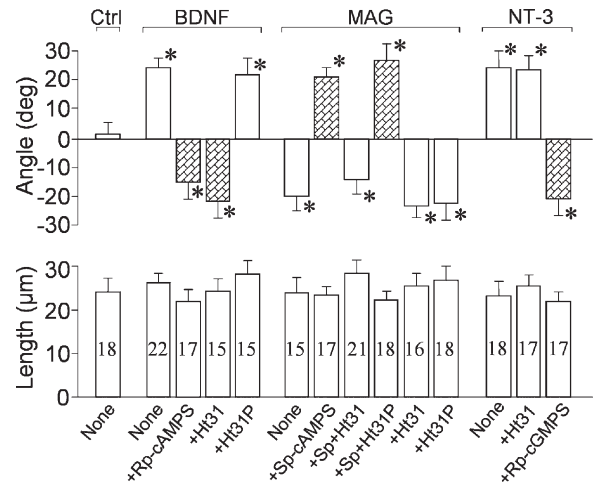 Ctrl BDNF MAG NT-3
Angle (deg)
30
20
10
0
-10
-20
-30
* * * * * * * * * * * * *
Length (μm)
30
20
10
0
18 22 17 15 15 15 17 21 18 16 18 18 17 17
None
None
+Rp-cAMPS
+Ht31
+Ht31P
None
+Sp-cAMPS
+Sp+Ht31
+Sp+Ht31P
+Ht31
+Ht31P
None
+Ht31
+Rp-cGMPS